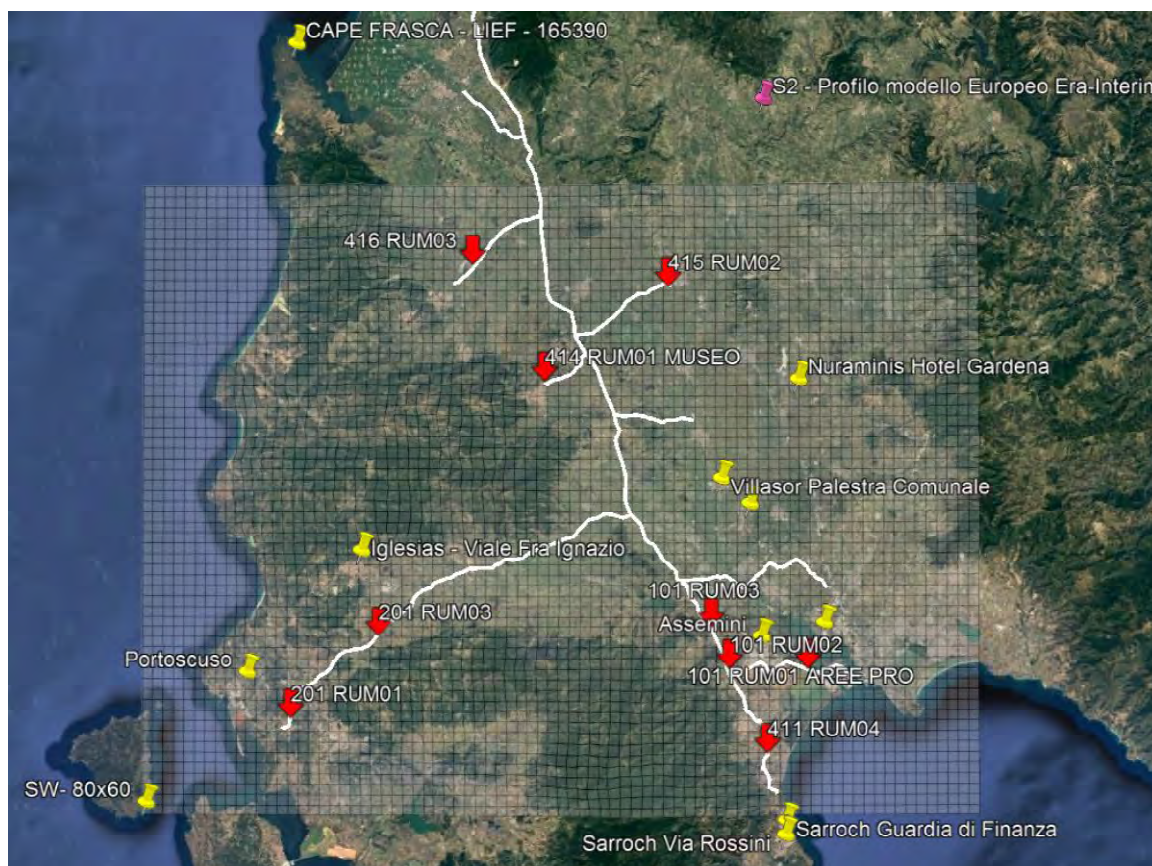 CAPE FRASCA - LIEF - 165390
S2 - Profilo modello Europeo Era-Interin
416 RUM03
415 RUM02
414 RUM01 MUSEO
Nuraminis Hotel Gardena
Villasor Palestra Comunale
Iglesias - Viale Fra Ignazio
101 RUM03
201 RUM03
Assemini
101 RUM02
Portoscuso
101 RUM01 AREE PRO
201 RUM01
411 RUM04
SW- 80x60
Sarroch Guardia di Finanza
Sarroch Via Rossini